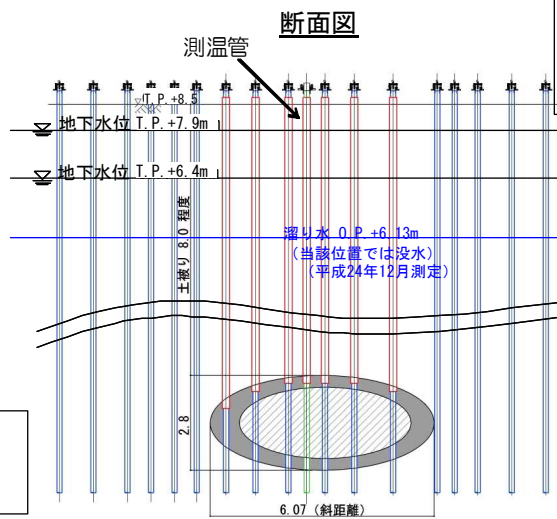 断面図
測温管
T.P.+8.5
地下水位 T.P.+7.9m
地下水位 T.P.+6.4m
土被り 8.0 程度
溜り水 O.P.+6.13m
(当該位置では没水)
(平成24年12月測定)
2.8
6.07 (斜距離)